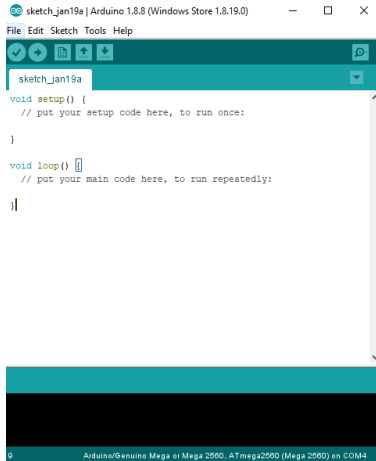 sketch_jan19a | Arduino 1.8.8 (Windows Store 1.8.19.0)
File Edit Sketch Tools Help
sketch_jan19a
void setup() {
  // put your setup code here, to run once:
}
void loop() {
  // put your main code here, to run repeatedly:
}
9 Arduino/Genuino Mega or Mega 2560, ATmega2560 (Mega 2560) on COM4